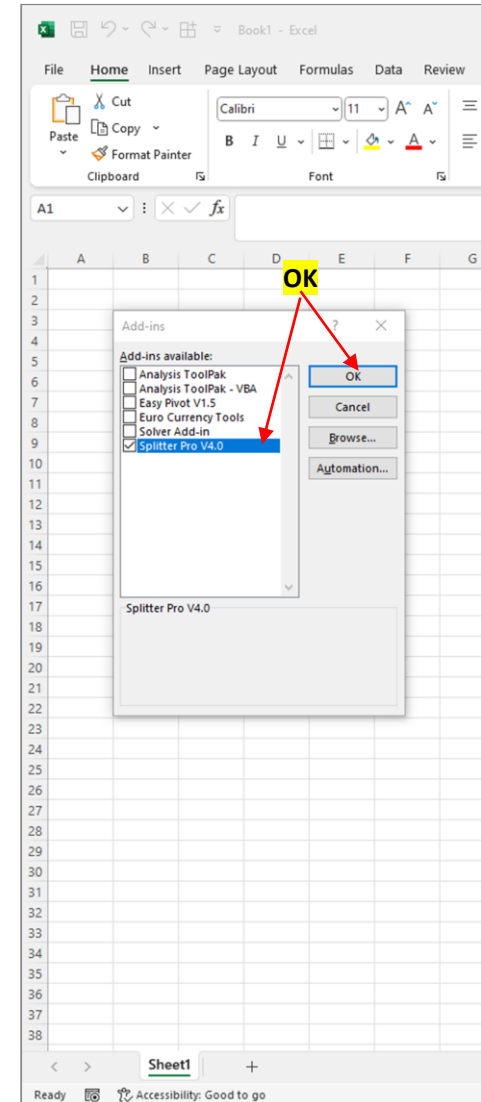 Book1 - Excel
File Home Insert Page Layout Formulas Data Review
Cut
Copy
Format Painter
Paste
Clipboard
Calibri 11 A A
B I U A
Font
A1 fx
A B C D E F G
OK
1
2
3
4
5
6
7
8
9
10
11
12
13
14
15
16
17
18
19
20
21
22
23
24
25
26
27
28
29
30
31
32
33
34
35
36
37
38
Add-ins ?
Add-ins available:
Analysis ToolPak
Analysis ToolPak - VBA
Easy Pivot V1.5
Euro Currency Tools
Solver Add-in
Splitter Pro V4.0
OK
Cancel
Browse...
Automation...
Splitter Pro V4.0
Sheet1
Ready Accessibility: Good to go